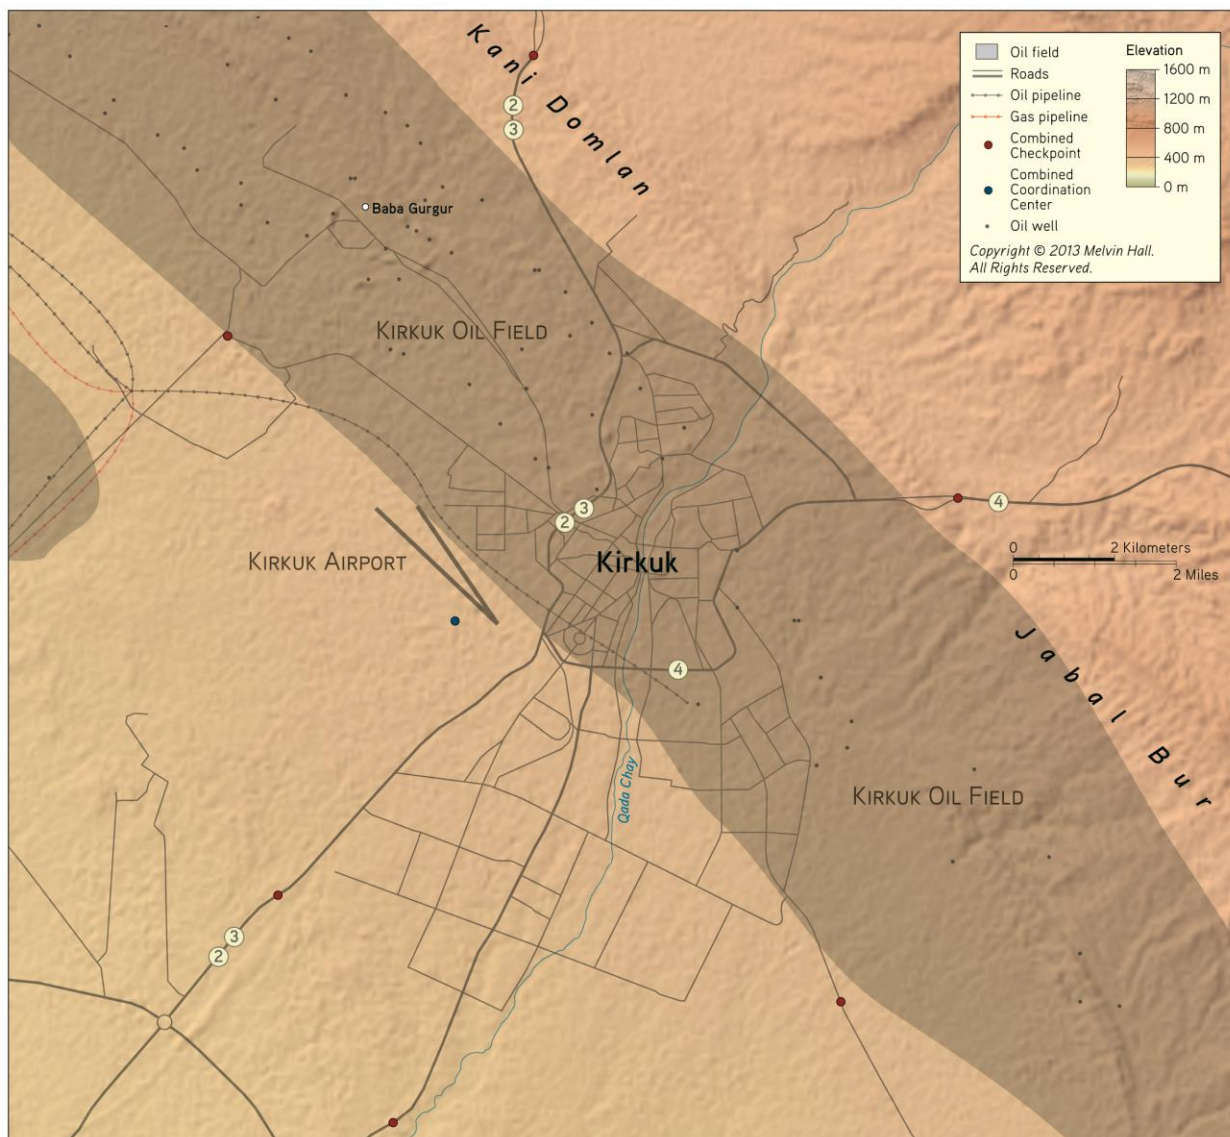 Kani Domlan
2
3
Oil field
Roads
Oil pipeline
Gas pipeline
Combined
Checkpoint
Combined
Coordination
Center
Oil well
Elevation
1600 m
1200 m
800 m
400 m
0 m
Copyright © 2013 Melvin Hall.
All Rights Reserved.
Baba Gurgur
Kirkuk Oil Field
4
3
2
Kirkuk Airport
Kirkuk
0
2 Kilometers
0
2 Miles
Jabal Bur
4
Qada Chay
Kirkuk Oil Field
3
2